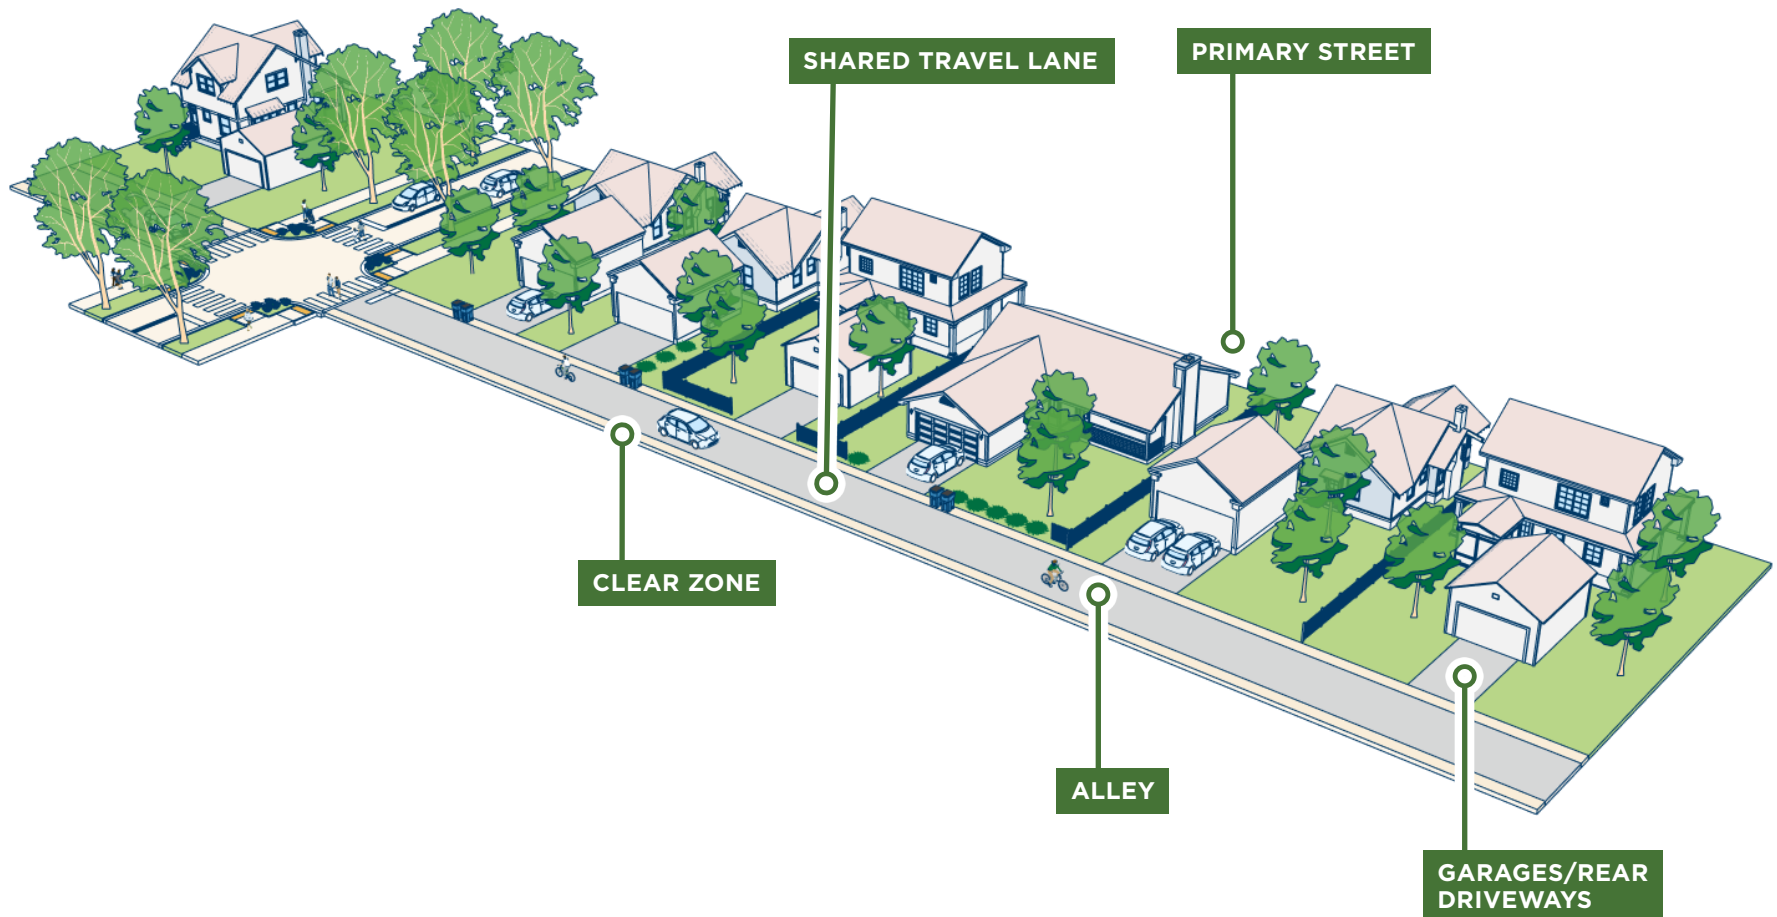 SHARED TRAVEL LANE
PRIMARY STREET
CLEAR ZONE
ALLEY
GARAGES/REAR
DRIVEWAYS